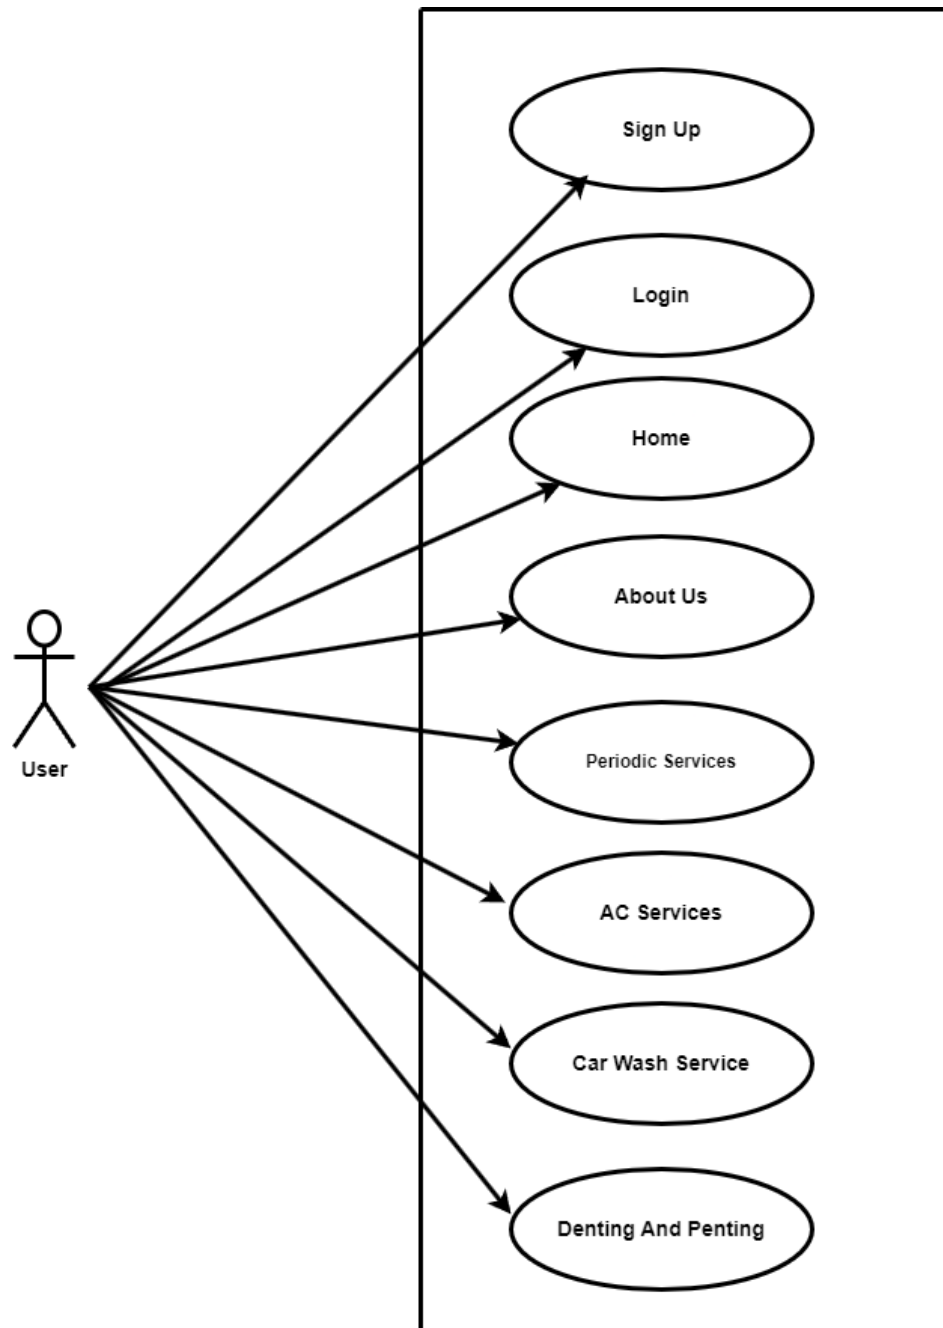 Sign Up
Login
Home
About Us
Periodic Services
User
AC Services
Car Wash Service
Denting And Penting